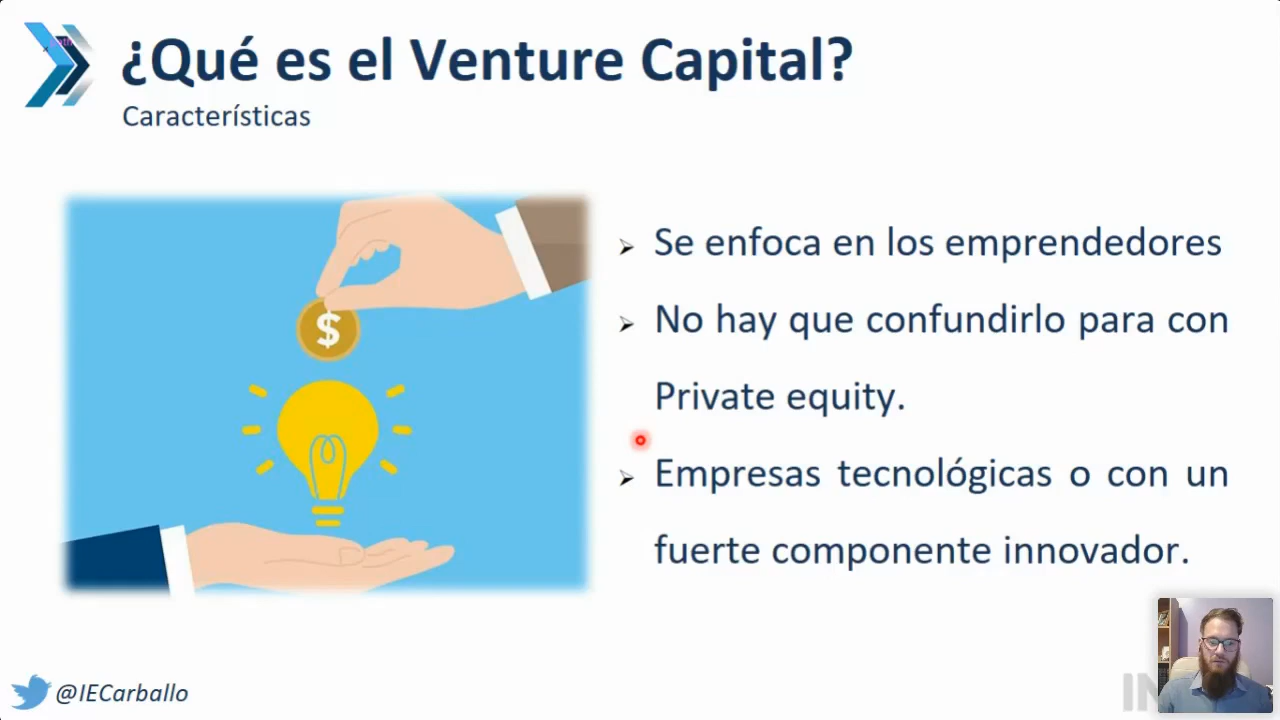 ¿Qué es el Venture Capital?
Características
$
Se enfoca en los emprendedores
No hay que confundirlo para con
Private equity.
Empresas tecnológicas o con un
fuerte componente innovador.
@IECarballo